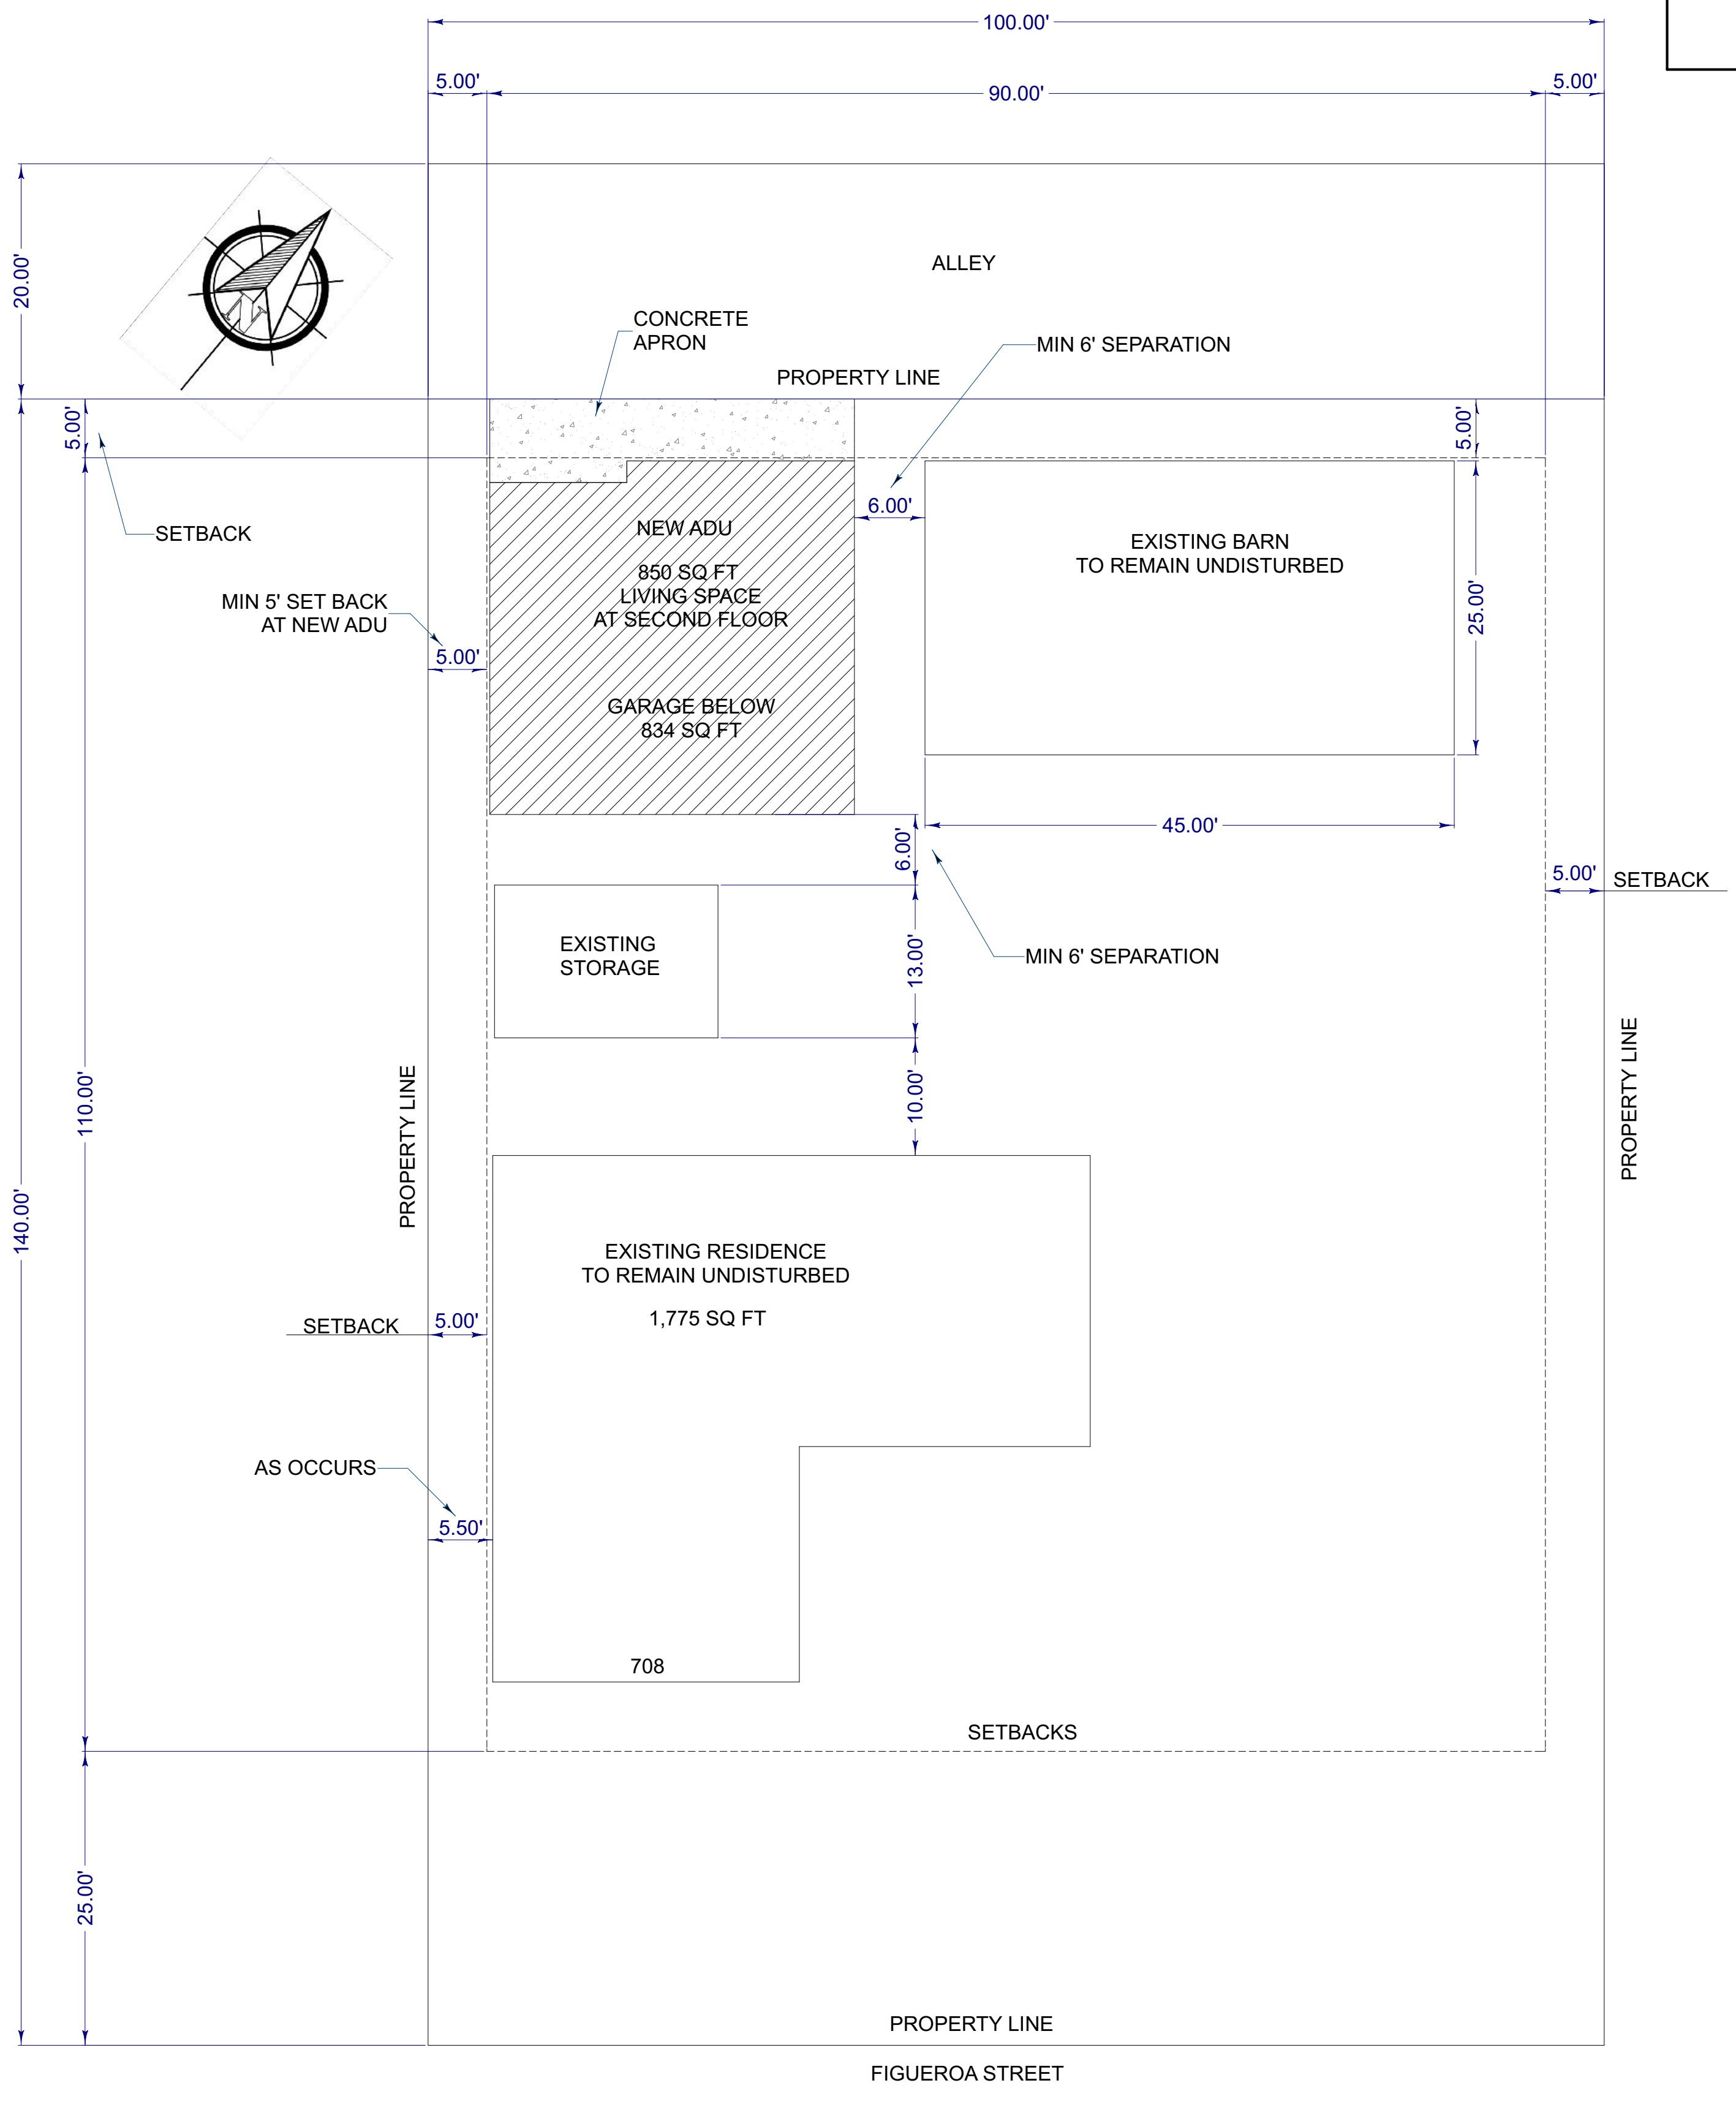 100.00'
5.00'
90.00'
5.00'
20.00'
ALLEY
CONCRETE
APRON
MIN 6' SEPARATION
PROPERTY LINE
N
5.00'
5.00'
SETBACK
6.00'
NEW ADU
850 SQ FT
LIVING SPACE
AT SECOND FLOOR
GARAGE BELOW
834 SQ FT
EXISTING BARN
TO REMAIN UNDISTURBED
25.00'
MIN 5' SET BACK
AT NEW ADU
5.00'
45.00'
6.00'
5.00'
SETBACK
EXISTING
STORAGE
13.00'
MIN 6' SEPARATION
10.00'
110.00'
140.00'
PROPERTY LINE
PROPERTY LINE
EXISTING RESIDENCE
TO REMAIN UNDISTURBED
1,775 SQ FT
SETBACK
5.00'
AS OCCURS
5.50'
708
SETBACKS
25.00'
PROPERTY LINE
FIGUEROA STREET